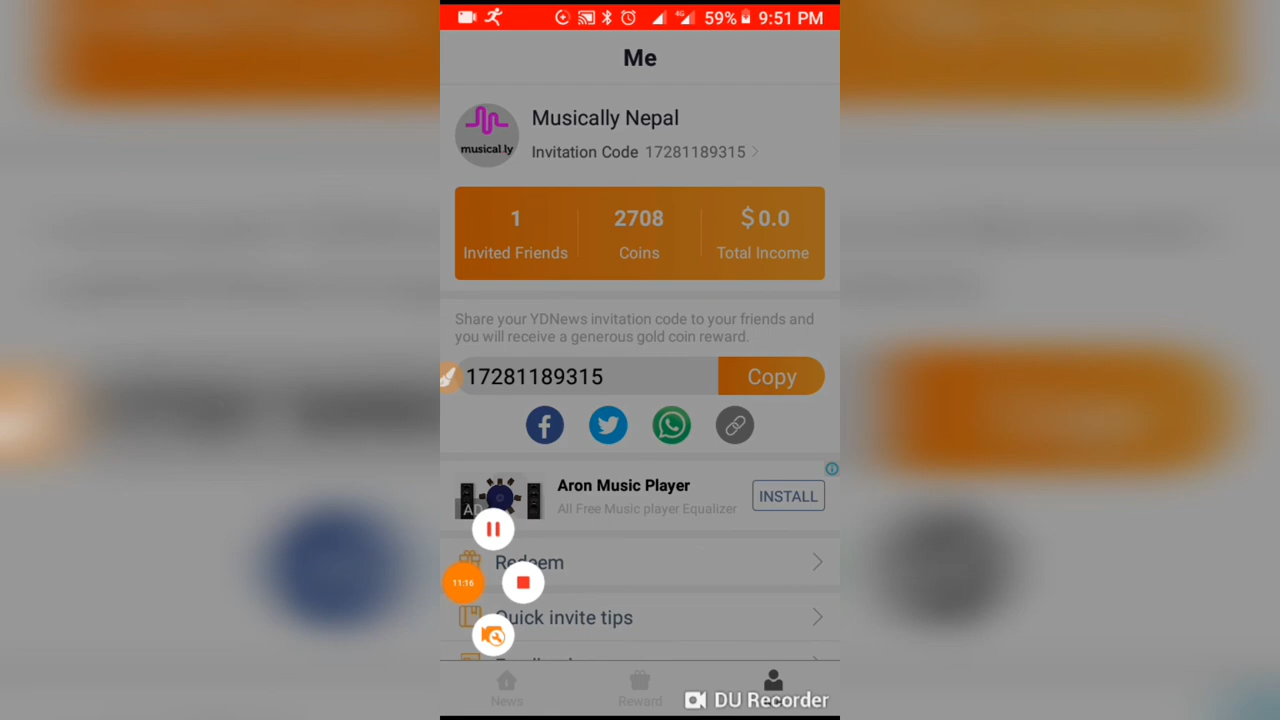 4G 59% 9:51 PM
Me
Musically Nepal
musical.ly
Invitation Code 17281189315
1 2708 $0.0
Invited Friends Coins Total Income
Share your YDNews invitation code to your friends and
you will receive a generous gold coin reward.
17281189315 Copy
Aron Music Player
INSTALL
AD All Free Music player Equalizer
Redeem
11:16
Quick invite tips
News Reward DU Recorder